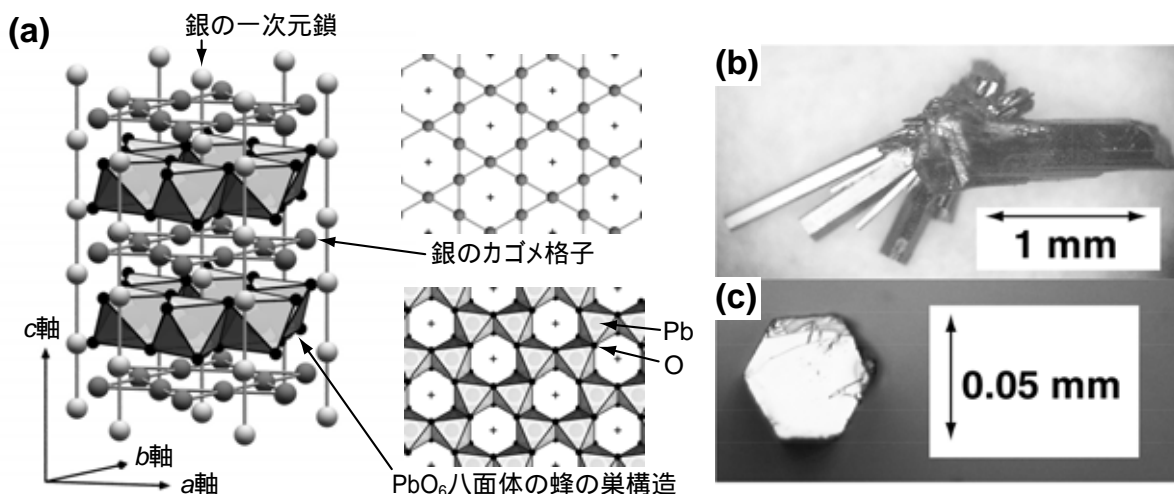 (a)
銀の一次元鎖
銀のカゴメ格子
Pb
O
c軸
b軸
a軸
PbO₆八面体の蜂の巣構造
(b)
1 mm
(c)
0.05 mm